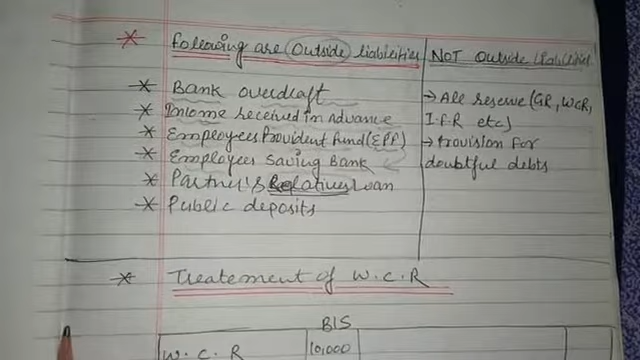 * Following are Outside liabilities
NOT Outside liabilities
* Bank overdraft
* Income received in advance
* Employees Provident Fund (EPF)
* Employees Saving Bank
* Partner's Relatives Loan
* Public deposits
→ All reserve (GR, WCR,
I.F.R etc)
→ Provision for
doubtful debts
* Treatement of W.C.R
B/S
W.C.R 10,000